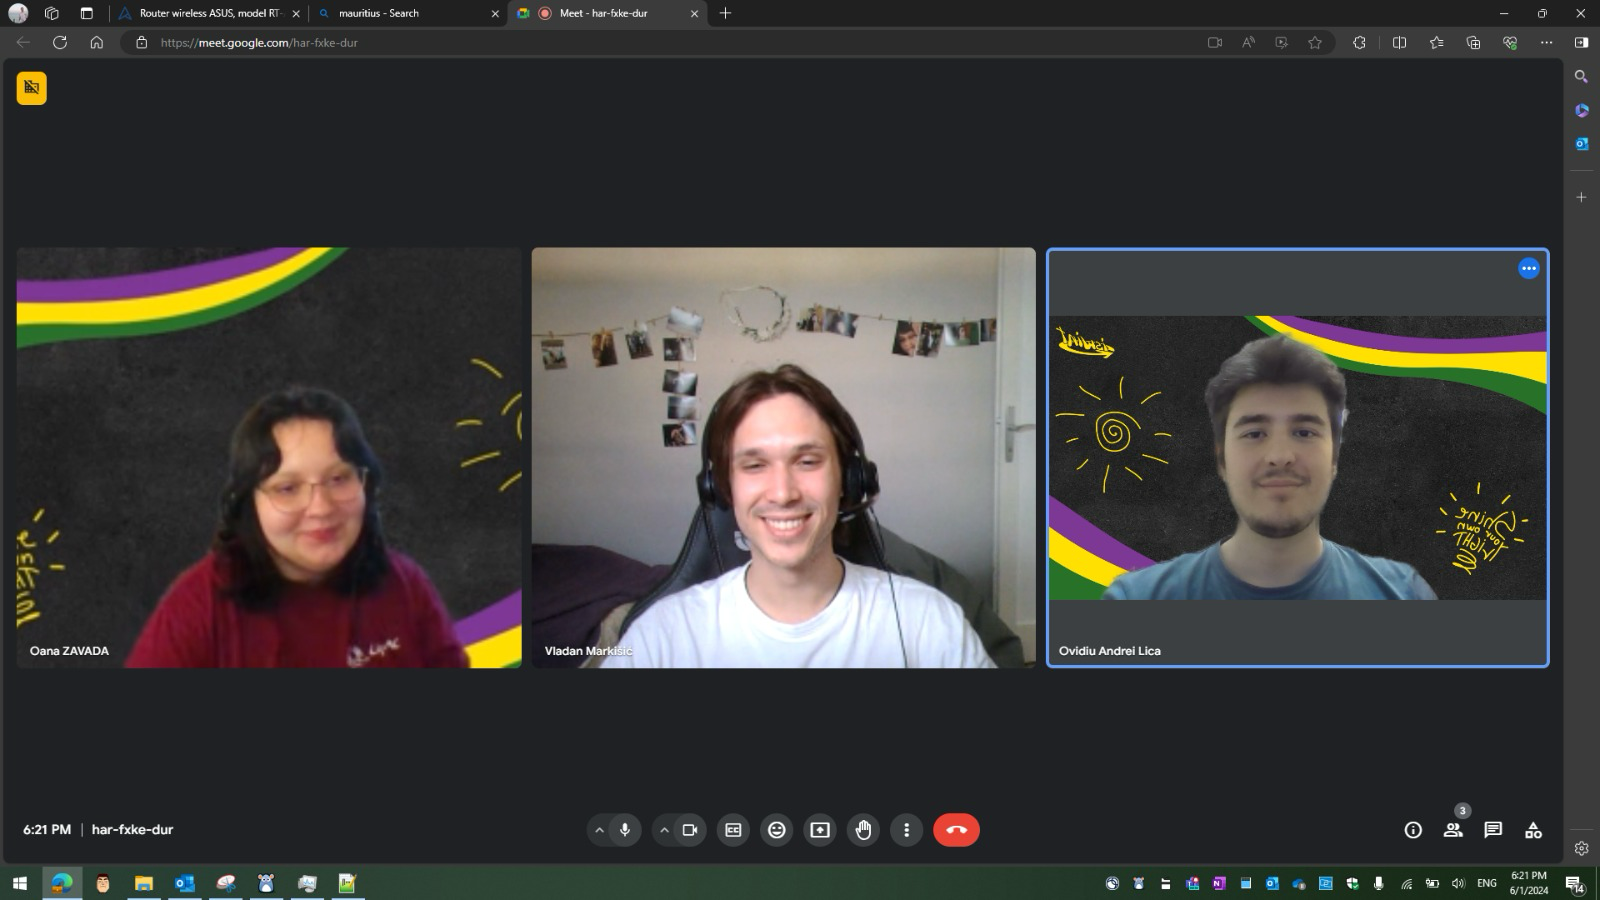 Router wireless ASUS, model RT-
mauritius - Search
Meet - har-fxke-dur
https://meet.google.com/har-fxke-dur
Oana ZAVADA
Vladan Markišić
Ovidiu Andrei Lica
Shine
your own
LIGHT
6:21 PM | har-fxke-dur
3
ENG
6:21 PM
6/1/2024
14